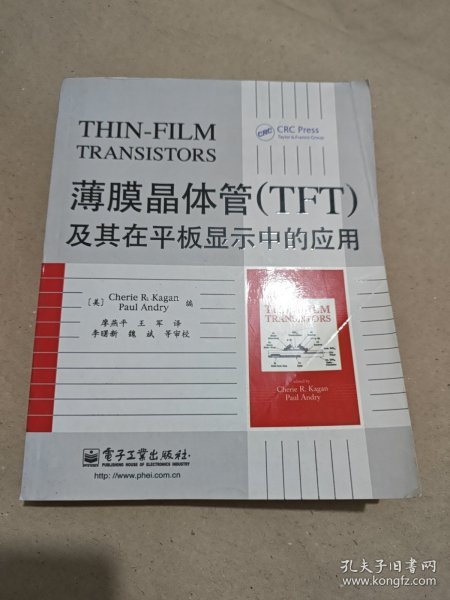 THIN-FILM
TRANSISTORS
CRC
CRC Press
Taylor & Francis Group
薄膜晶体管(TFT)
及其在平板显示中的应用
[美] Cherie R. Kagan
Paul Andry 编
廖燕平 王军 译
李曙新 魏斌 等审校
THIN-FILM
TRANSISTORS
edited by
Cherie R. Kagan
Paul Andry
電子工業出版社·
PUBLISHING HOUSE OF ELECTRONICS INDUSTRY
http: //www.phei.com.cn
孔夫子旧书网
www.kongfz.com